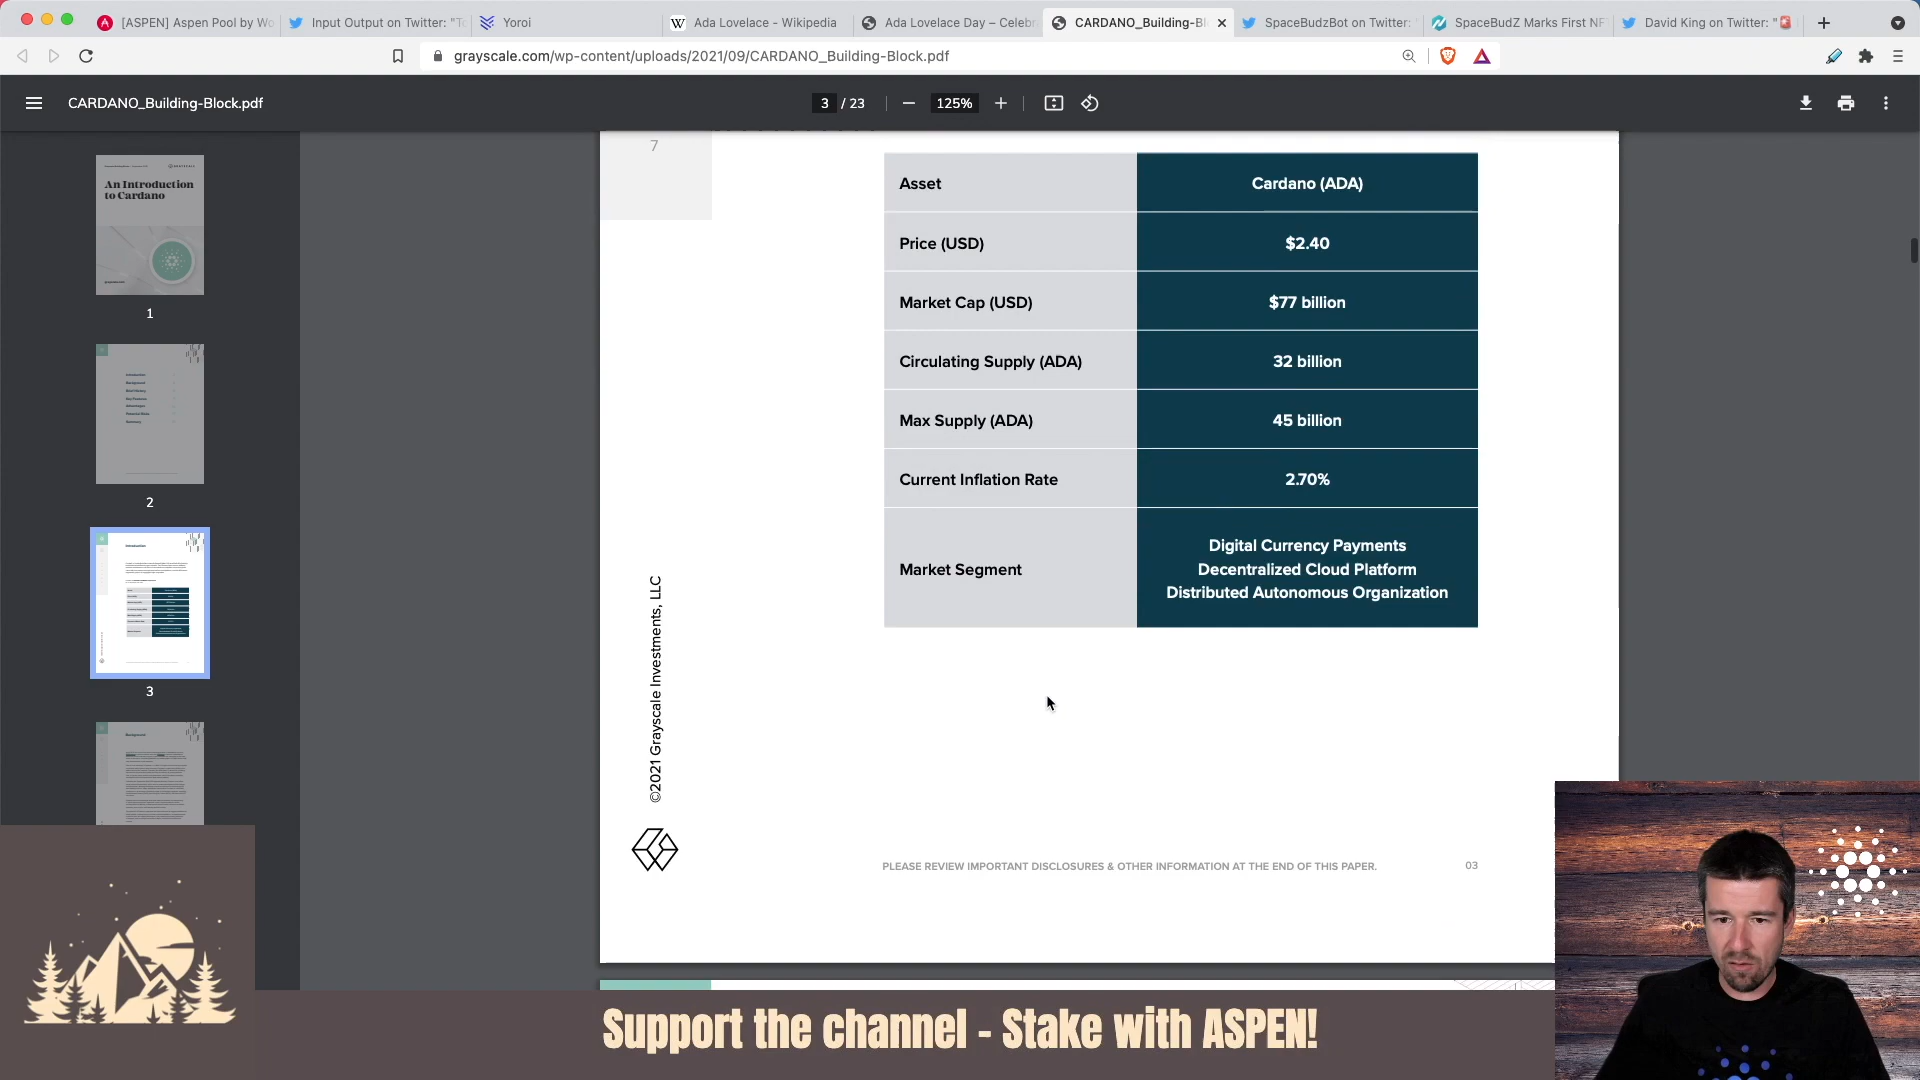 [ASPEN] Aspen Pool by Wo
Input Output on Twitter: "To
Yoroi
W
Ada Lovelace - Wikipedia
Ada Lovelace Day – Celebr
CARDANO_Building-Bl
SpaceBudzBot on Twitter:
SpaceBudZ Marks First NF
David King on Twitter: "🚨
grayscale.com/wp-content/uploads/2021/09/CARDANO_Building-Block.pdf
CARDANO_Building-Block.pdf
3 / 23
125%
An Introduction
to Cardano
1
2
3
7
Asset
Cardano (ADA)
Price (USD)
$2.40
Market Cap (USD)
$77 billion
Circulating Supply (ADA)
32 billion
Max Supply (ADA)
45 billion
Current Inflation Rate
2.70%
Market Segment
Digital Currency Payments
Decentralized Cloud Platform
Distributed Autonomous Organization
©2021 Grayscale Investments, LLC
PLEASE REVIEW IMPORTANT DISCLOSURES & OTHER INFORMATION AT THE END OF THIS PAPER.
03
Support the channel - Stake with ASPEN!